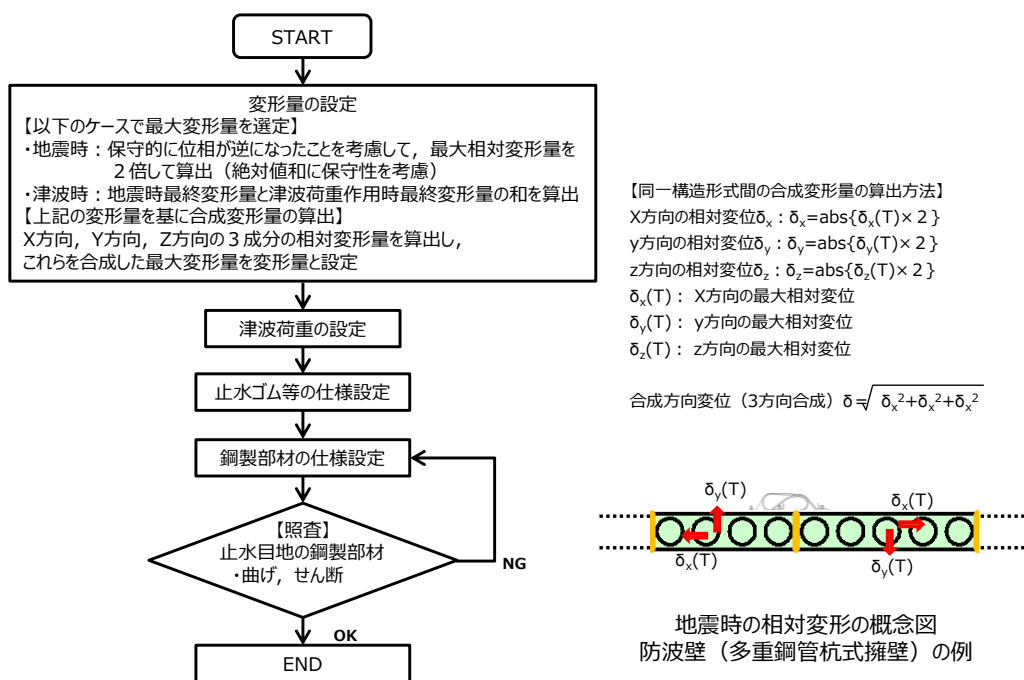 START
変形量の設定
【以下のケースで最大変形量を選定】
・地震時：保守的に位相が逆になったことを考慮して，最大相対変形量を
２倍して算出（絶対値和に保守性を考慮）
・津波時：地震時最終変形量と津波荷重作用時最終変形量の和を算出
【上記の変形量を基に合成変形量の算出】
X方向，Y方向，Z方向の３成分の相対変形量を算出し，
これらを合成した最大変形量を変形量と設定
津波荷重の設定
止水ゴム等の仕様設定
鋼製部材の仕様設定
【照査】
止水目地の鋼製部材
・曲げ，せん断
NG
OK
END
【同一構造形式間の合成変形量の算出方法】
X方向の相対変位δx：δx=abs{δx(T)×２}
y方向の相対変位δy：δy=abs{δy(T)×２}
z方向の相対変位δz：δz=abs{δz(T)×２}
δx(T)： X方向の最大相対変位
δy(T)： y方向の最大相対変位
δz(T)： z方向の最大相対変位
合成方向変位（3方向合成）δ=√ δx²+δx²+δx²
δy(T)
δx(T)
δx(T)
δy(T)
地震時の相対変形の概念図
防波壁（多重鋼管杭式擁壁）の例